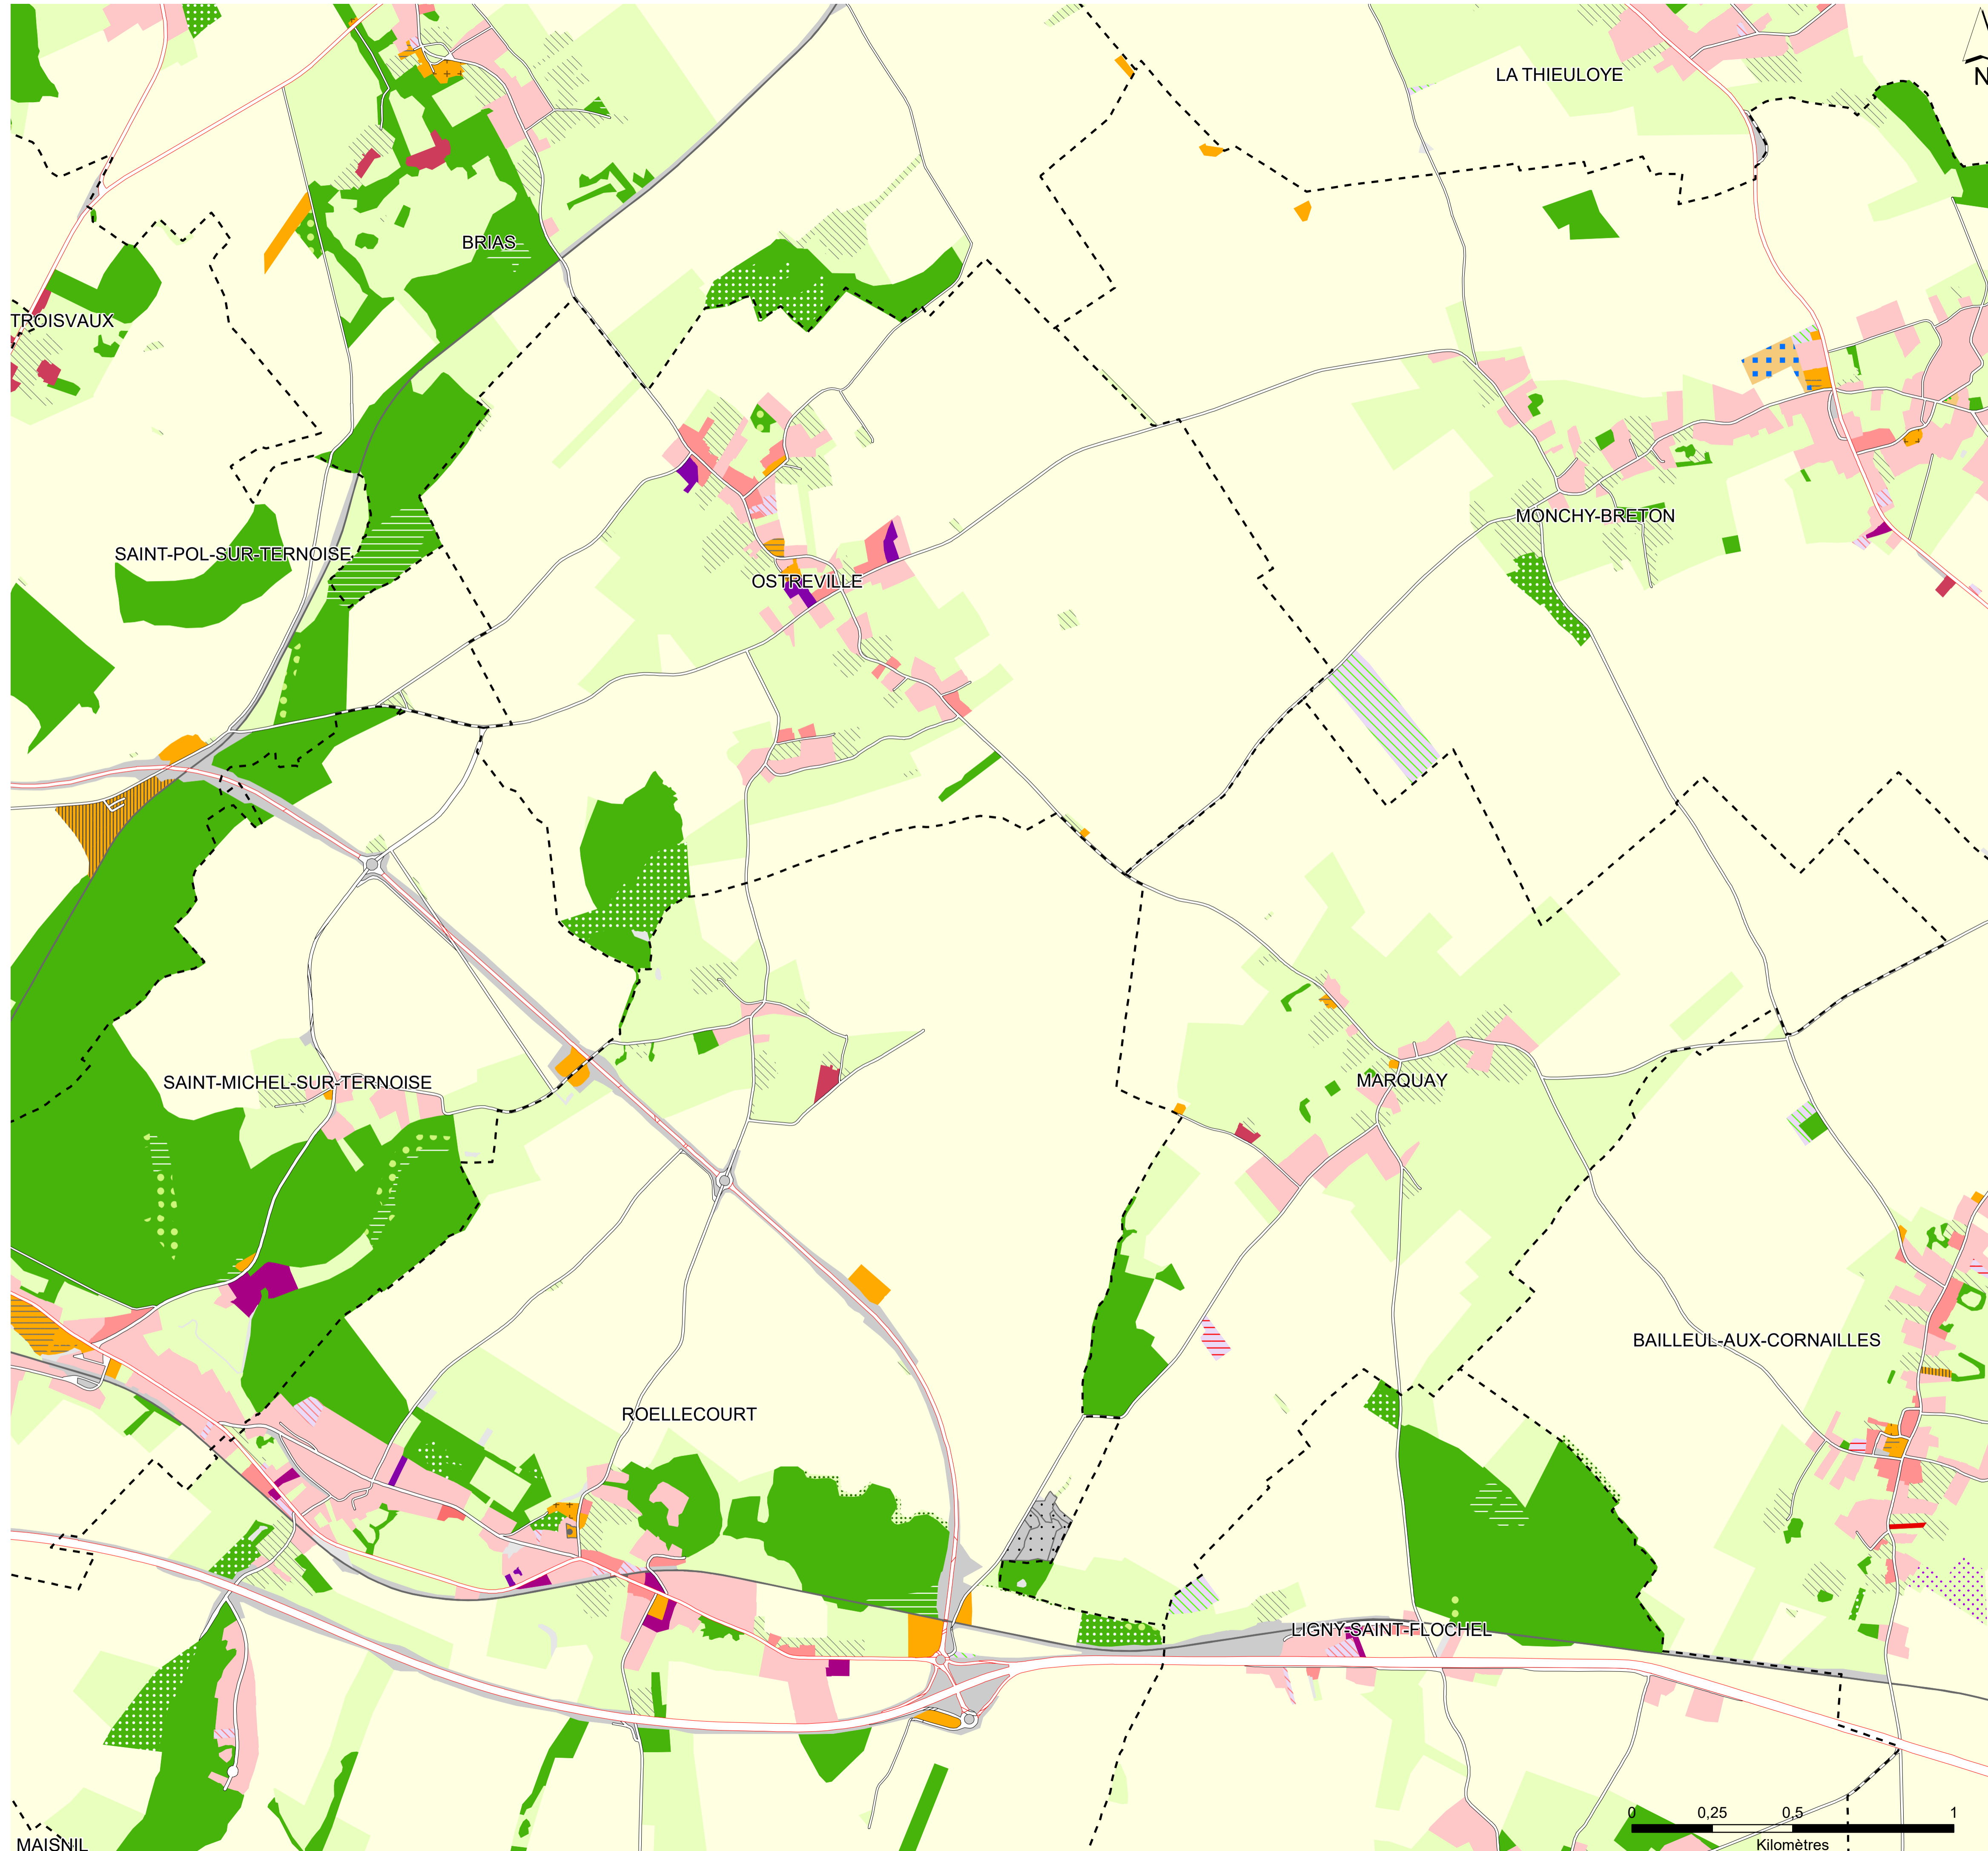 LA THIEULOYE
N
BRIAS
TROISVAUX
MONCHY-BRETON
SAINT-POL-SUR-TERNOISE
OSTREVILLE
MARQUAY
SAINT-MICHEL-SUR-TERNOISE
BAILLEUL-AUX-CORNAILLES
ROELLECOURT
LIGNY-SAINT-FLOCHEL
0 0,25 0,5 1
Kilomètres
MAISNIL